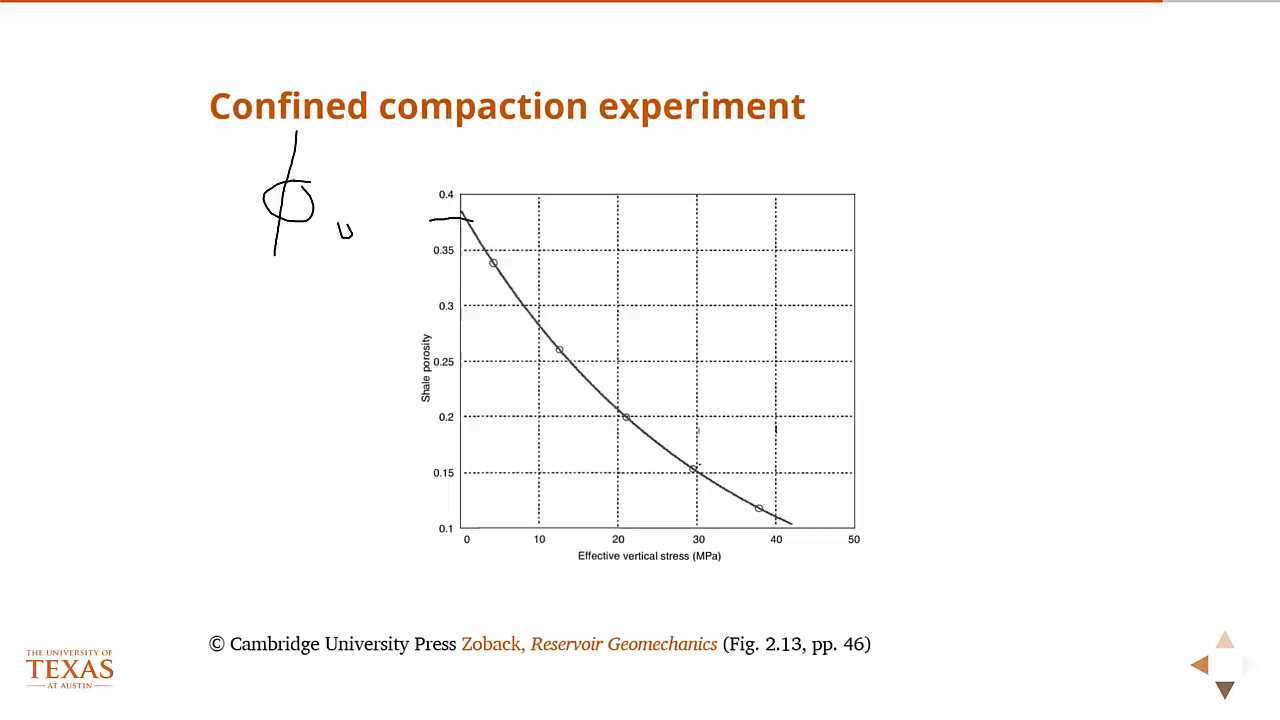 Confined compaction experiment
ϕ
0.4
0.35
0.3
0.25
0.2
0.15
0.1
Shale porosity
0 10 20 30 40 50
Effective vertical stress (MPa)
© Cambridge University Press Zoback, Reservoir Geomechanics (Fig. 2.13, pp. 46)
THE UNIVERSITY OF
TEXAS
AT AUSTIN